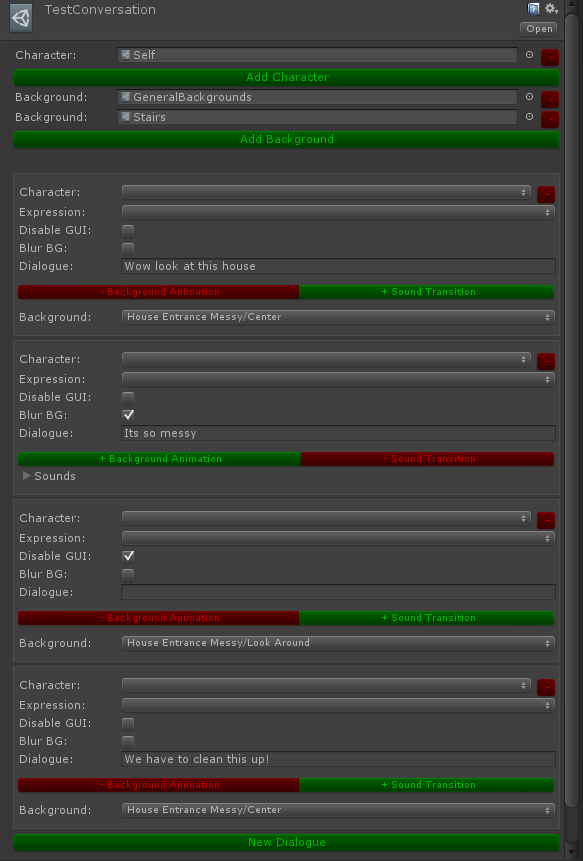 TestConversation
Open
Character: Self -
Add Character
Background: GeneralBackgrounds -
Background: Stairs -
Add Background
Character: -
Expression:
Disable GUI:
Blur BG:
Dialogue: Wow look at this house
- Background Animation + Sound Transition
Background: House Entrance Messy/Center
Character: -
Expression:
Disable GUI:
Blur BG:
Dialogue: Its so messy
+ Background Animation - Sound Transition
Sounds
Character: -
Expression:
Disable GUI:
Blur BG:
Dialogue:
- Background Animation + Sound Transition
Background: House Entrance Messy/Look Around
Character: -
Expression:
Disable GUI:
Blur BG:
Dialogue: We have to clean this up!
- Background Animation + Sound Transition
Background: House Entrance Messy/Center
New Dialogue